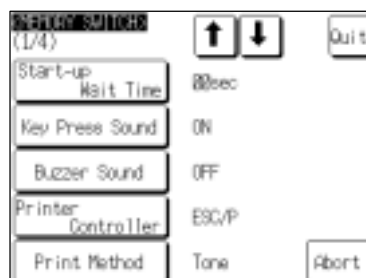 <MEMORY SWITCH>
(1/4)
Quit
Start-up
Wait Time
00sec
Key Press Sound
ON
Buzzer Sound
OFF
Printer
Controller
ESC/P
Print Method
Tone
Abort